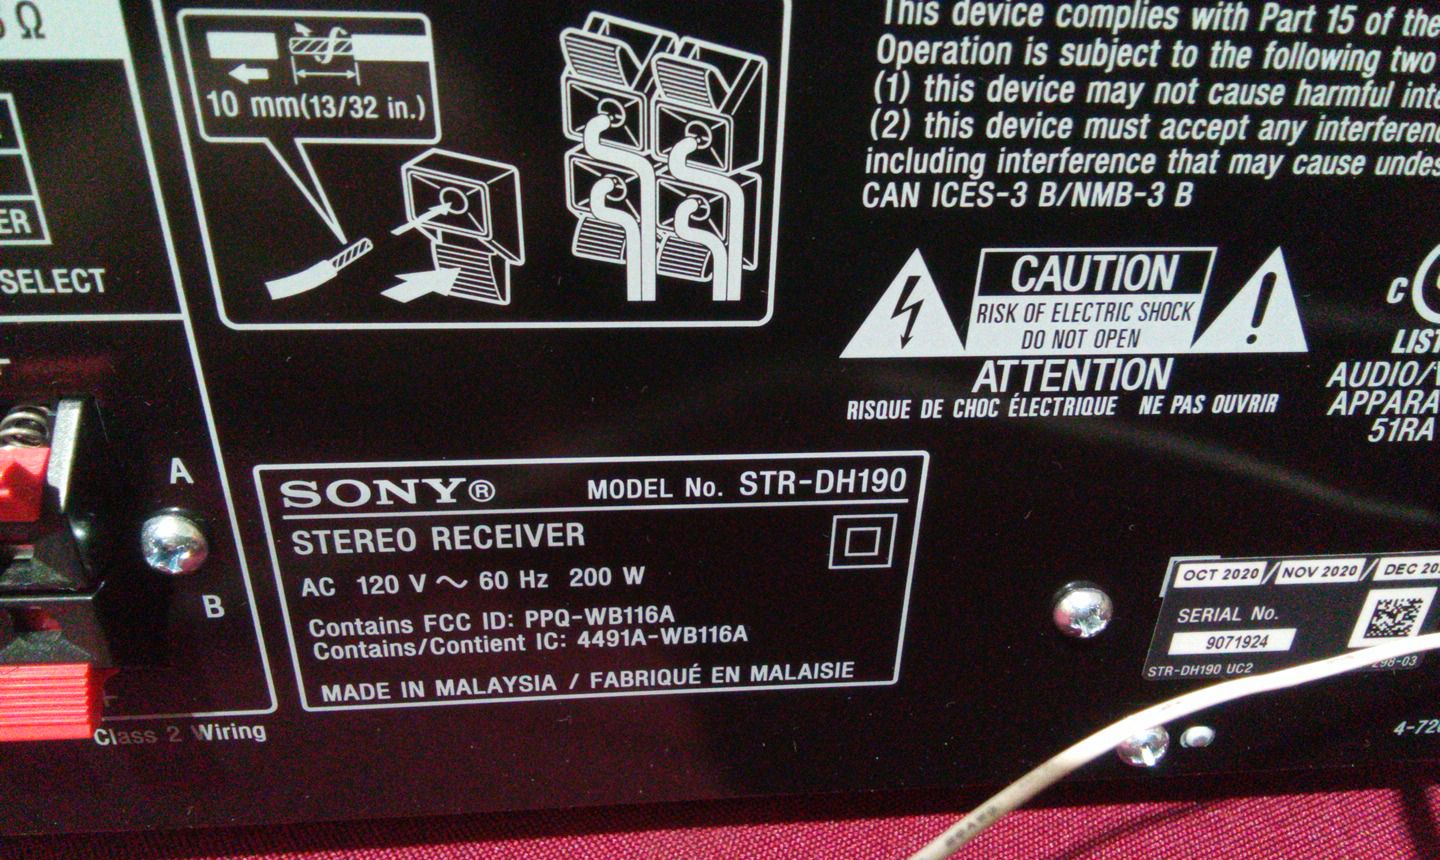 Ω
10 mm(13/32 in.)
ER
SELECT
A
B
Class 2 Wiring
This device complies with Part 15 of the
Operation is subject to the following two
(1) this device may not cause harmful
(2) this device must accept any
including interference that may cause
CAN ICES-3 B/NMB-3 B
CAUTION
RISK OF ELECTRIC SHOCK
DO NOT OPEN
ATTENTION
RISQUE DE CHOC ÉLECTRIQUE NE PAS OUVRIR
C
LIST
AUDIO/V
APPARA
51RA
SONY®
MODEL No. STR-DH190
STEREO RECEIVER
AC 120 V ~ 60 Hz 200 W
Contains FCC ID: PPQ-WB116A
Contains/Contient IC: 4491A-WB116A
MADE IN MALAYSIA / FABRIQUÉ EN MALAISIE
OCT 2020 / NOV 2020 / DEC 20
SERIAL No.
9071924
STR-DH190 UC2
298-03
4-72